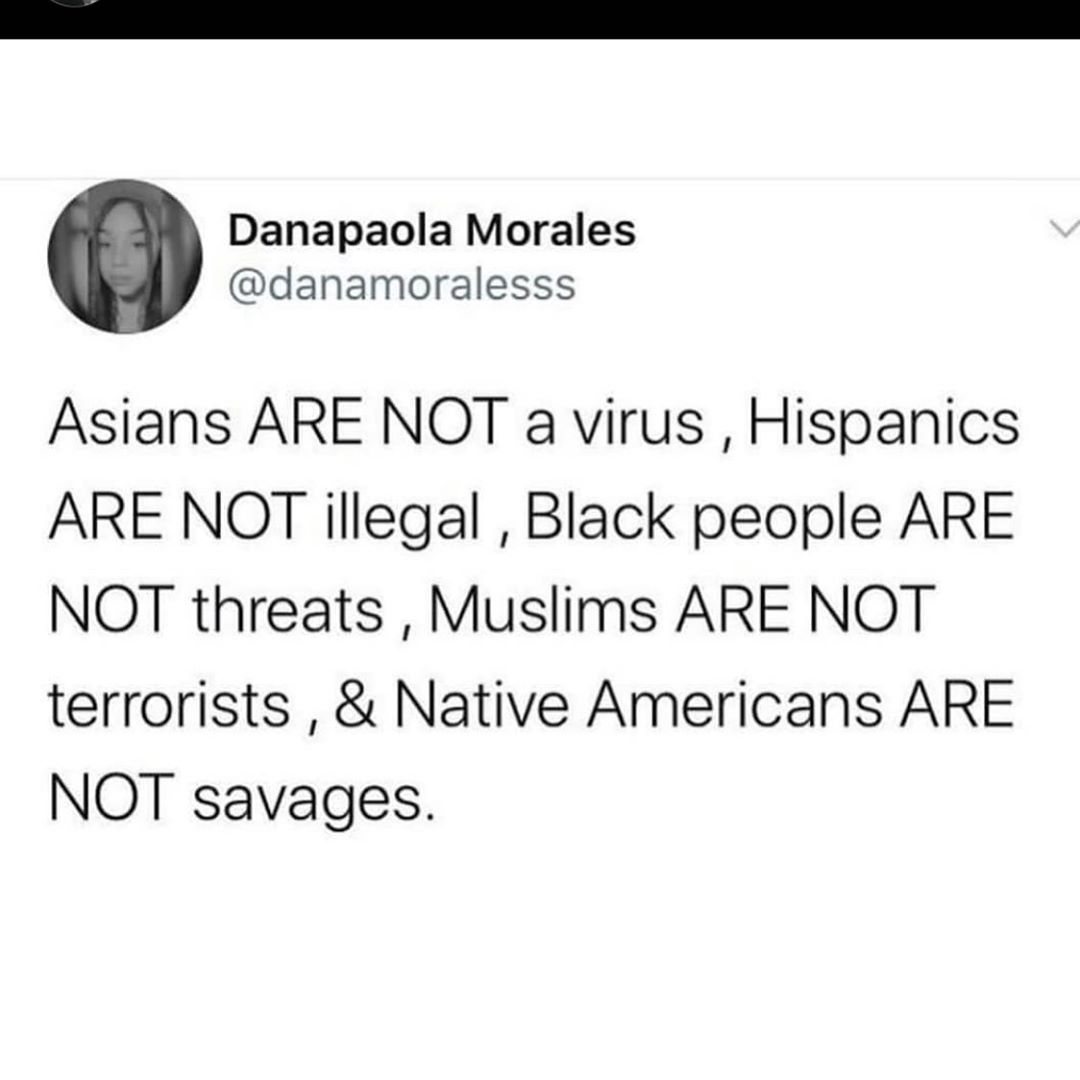 Danapaola Morales
@danamoralesss
Asians ARE NOT a virus , Hispanics
ARE NOT illegal , Black people ARE
NOT threats , Muslims ARE NOT
terrorists , & Native Americans ARE
NOT savages.